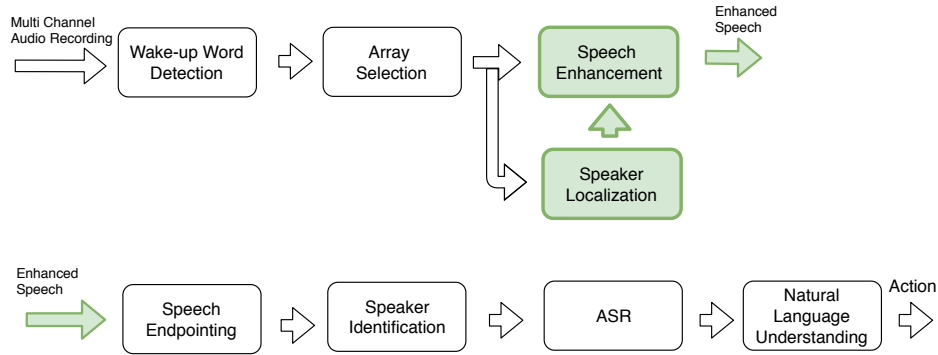 Multi Channel
Audio Recording
Wake-up Word
Detection
Array
Selection
Speech
Enhancement
Enhanced
Speech
Speaker
Localization
Enhanced
Speech
Speech
Endpointing
Speaker
Identification
ASR
Natural
Language
Understanding
Action